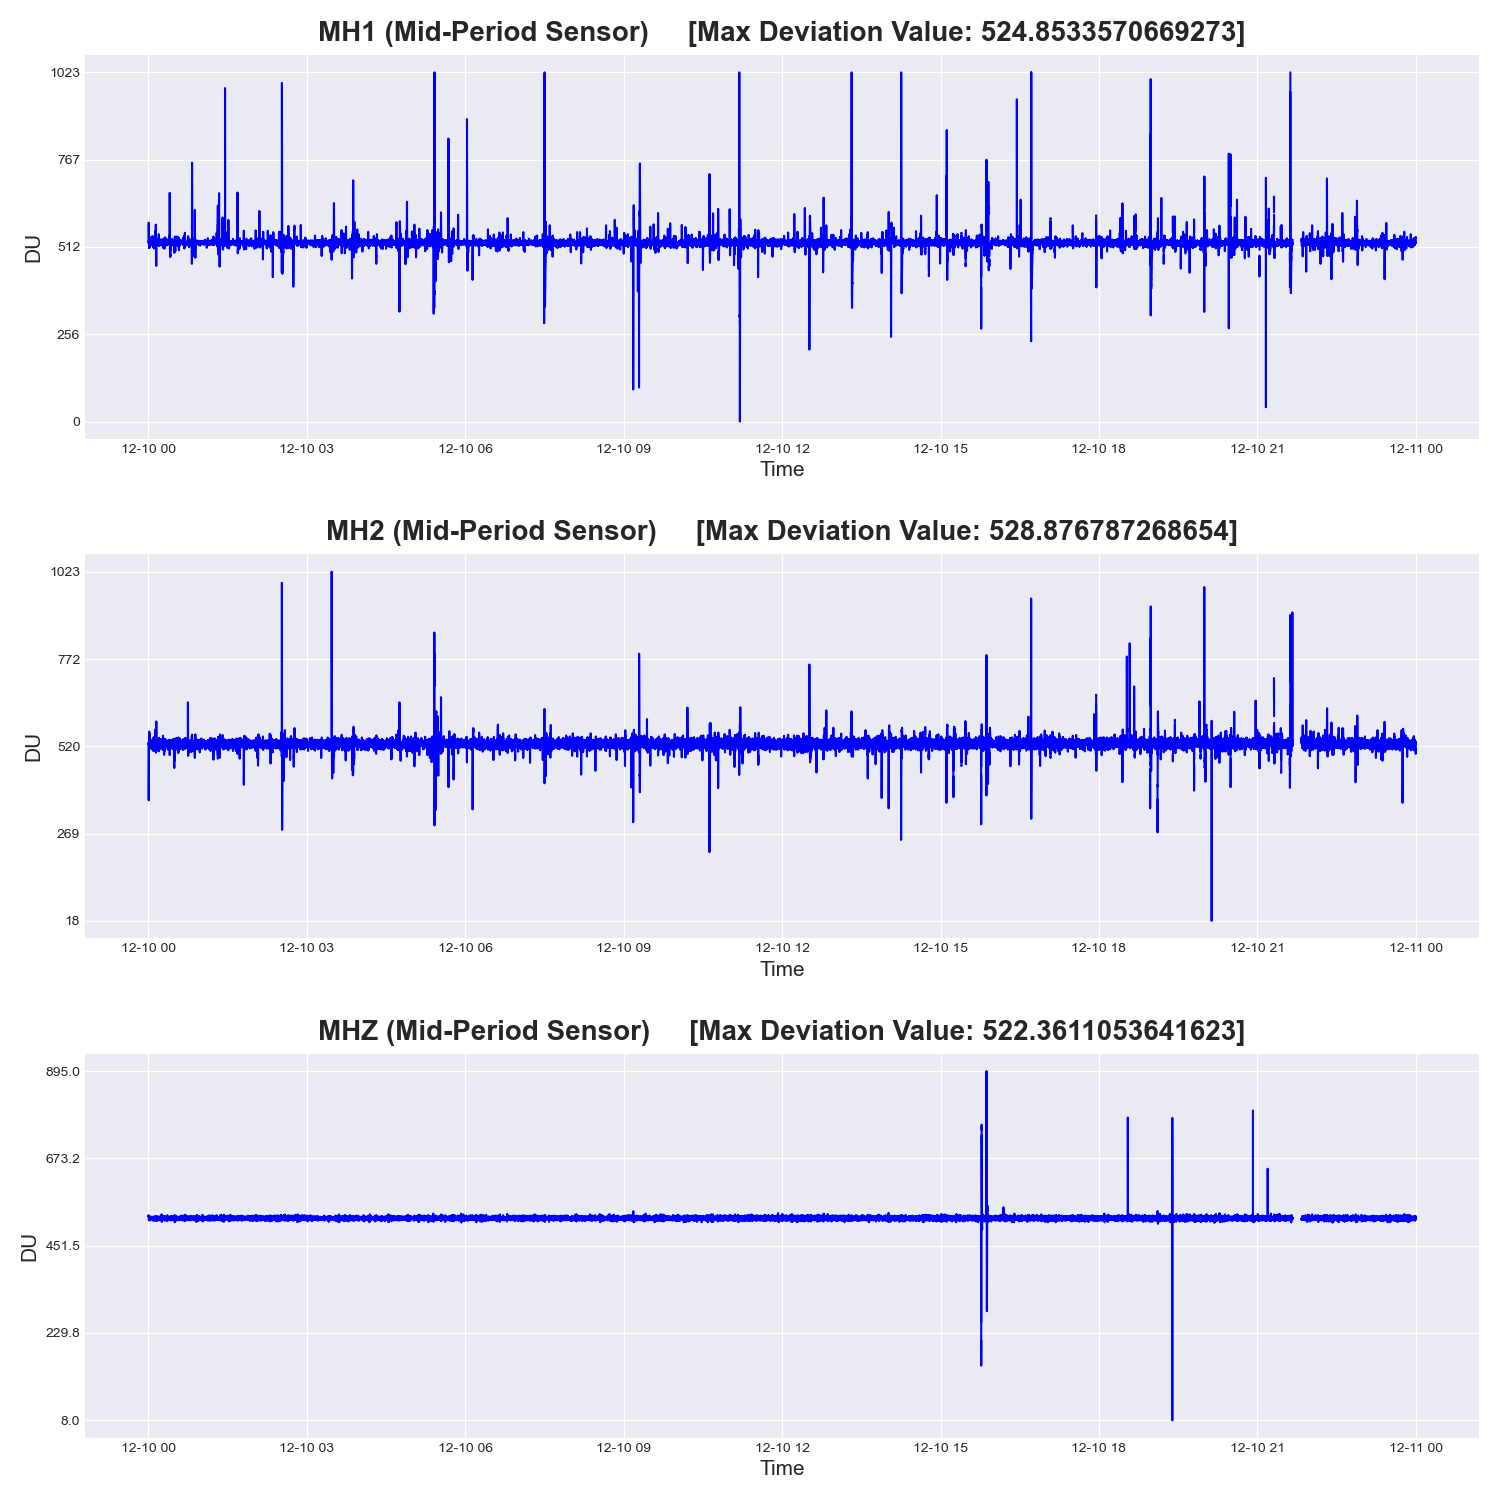 MH1 (Mid-Period Sensor) [Max Deviation Value: 524.8533570669273]
1023
767
512
256
0
DU
12-10 00 12-10 03 12-10 06 12-10 09 12-10 12 12-10 15 12-10 18 12-10 21 12-11 00
Time
MH2 (Mid-Period Sensor) [Max Deviation Value: 528.876787268654]
1023
772
520
269
18
DU
12-10 00 12-10 03 12-10 06 12-10 09 12-10 12 12-10 15 12-10 18 12-10 21 12-11 00
Time
MHZ (Mid-Period Sensor) [Max Deviation Value: 522.3611053641623]
895.0
673.2
451.5
229.8
8.0
DU
12-10 00 12-10 03 12-10 06 12-10 09 12-10 12 12-10 15 12-10 18 12-10 21 12-11 00
Time